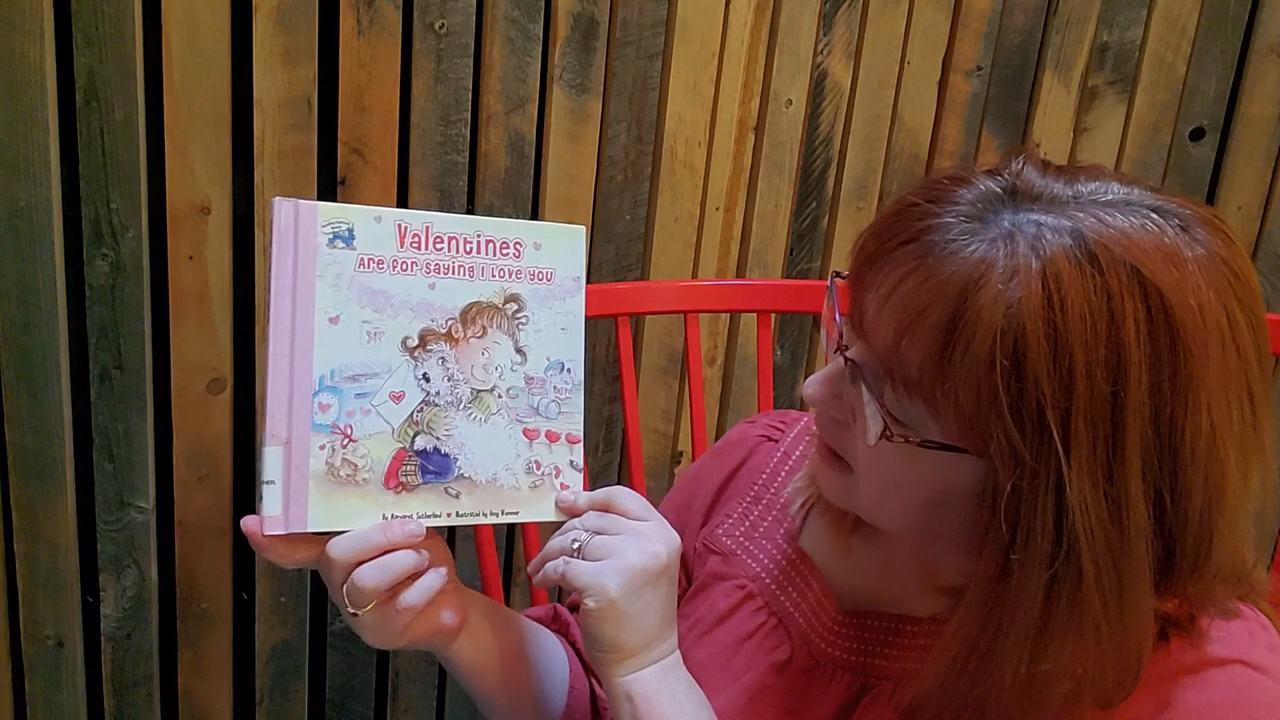 Valentines
Are for saying I Love you
By Margaret Sutherland ♥ Illustrated by Amy Wummer